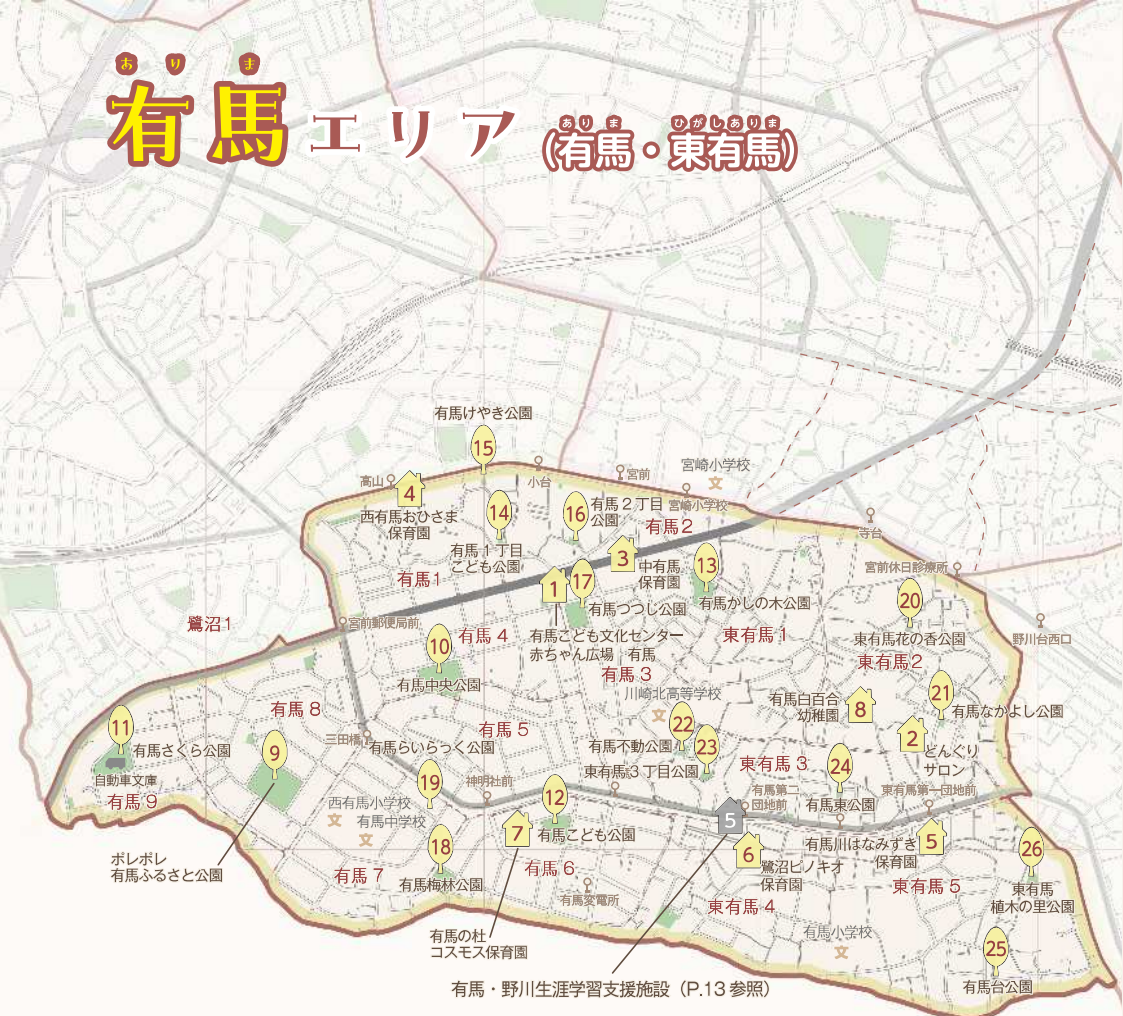 あ り ま
有馬エリア
(有馬・東有馬)
あり ま ひがしあり ま
有馬けやき公園
15
高山
4
小台
宮前
宮崎小学校
宮崎小学校
西有馬おひさま
保育園
14
有馬1丁目
こども公園
16
有馬2丁目
公園
有馬2
寺台
3
中有馬
保育園
13
有馬かしの木公園
宮前休日診療所
有馬1
1
17
有馬つつじ公園
20
東有馬花の香公園
鷺沼1
宮前郵便局前
有馬4
有馬こども文化センター
赤ちゃん広場 有馬
東有馬1
野川台西口
10
有馬中央公園
有馬3
東有馬2
川崎北高等学校
有馬白百合
幼稚園
8
21
有馬なかよし公園
11
有馬さくら公園
自動車文庫
有馬9
有馬8
9
三田橋
有馬らいらっく公園
有馬5
22
有馬不動公園
23
東有馬3丁目公園
東有馬3
2
どんぐり
サロン
24
有馬東公園
19
神明社前
12
有馬こども公園
有馬第二
団地前
東有馬第一団地前
西有馬小学校
有馬中学校
5
7
有馬川はなみずき
保育園
5
18
有馬梅林公園
有馬6
6
鷺沼ピノキオ
保育園
26
東有馬
植木の里公園
ポレポレ
有馬ふるさと公園
有馬7
有馬変電所
東有馬4
東有馬5
有馬の杜
コスモス保育園
有馬小学校
25
有馬台公園
有馬・野川生涯学習支援施設(P.13参照)